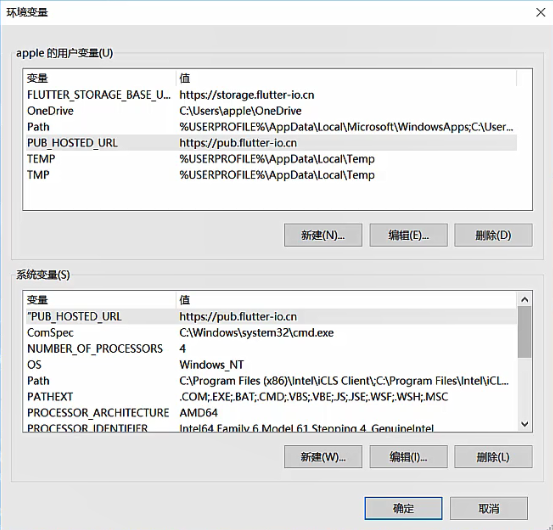 环境变量
apple 的用户变量(U)
变量 值
FLUTTER_STORAGE_BASE_U... https://storage.flutter-io.cn
OneDrive C:\Users\apple\OneDrive
Path %USERPROFILE%\AppData\Local\Microsoft\WindowsApps;C:\User...
PUB_HOSTED_URL https://pub.flutter-io.cn
TEMP %USERPROFILE%\AppData\Local\Temp
TMP %USERPROFILE%\AppData\Local\Temp
新建(N)... 编辑(E)... 删除(D)
系统变量(S)
变量 值
"PUB_HOSTED_URL https://pub.flutter-io.cn
ComSpec C:\Windows\system32\cmd.exe
NUMBER_OF_PROCESSORS 4
OS Windows_NT
Path C:\Program Files (x86)\Intel\iCLS Client\;C:\Program Files\Intel\iCL...
PATHEXT .COM;.EXE;.BAT;.CMD;.VBS;.VBE;.JS;.JSE;.WSF;.WSH;.MSC
PROCESSOR_ARCHITECTURE AMD64
PROCESSOR_IDENTIFIER Intel64 Family 6 Model 61 Stepping 4, GenuineIntel
新建(W)... 编辑(I)... 删除(L)
确定 取消